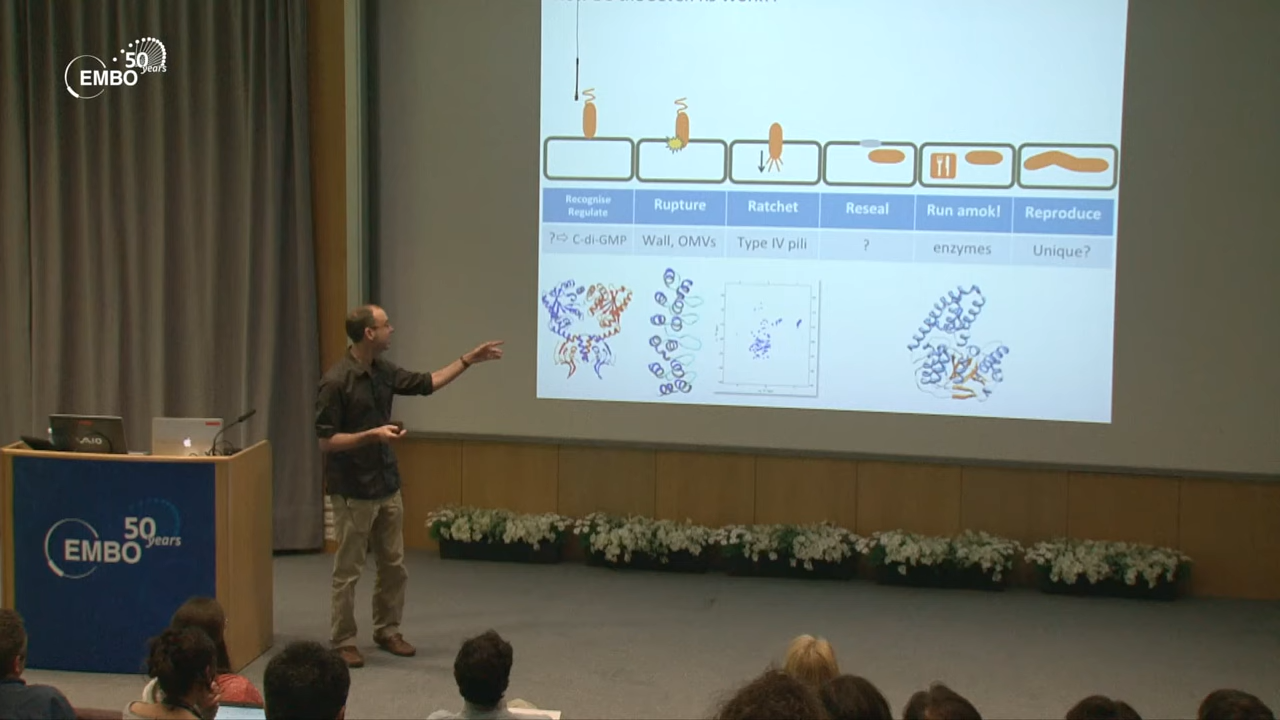 50
years
EMBO
Recognise
Regulate
Rupture
Ratchet
Reseal
Run amok!
Reproduce
?⇨ C-di-GMP
Wall, OMVs
Type IV pili
?
enzymes
Unique?
VAIO
50
years
EMBO